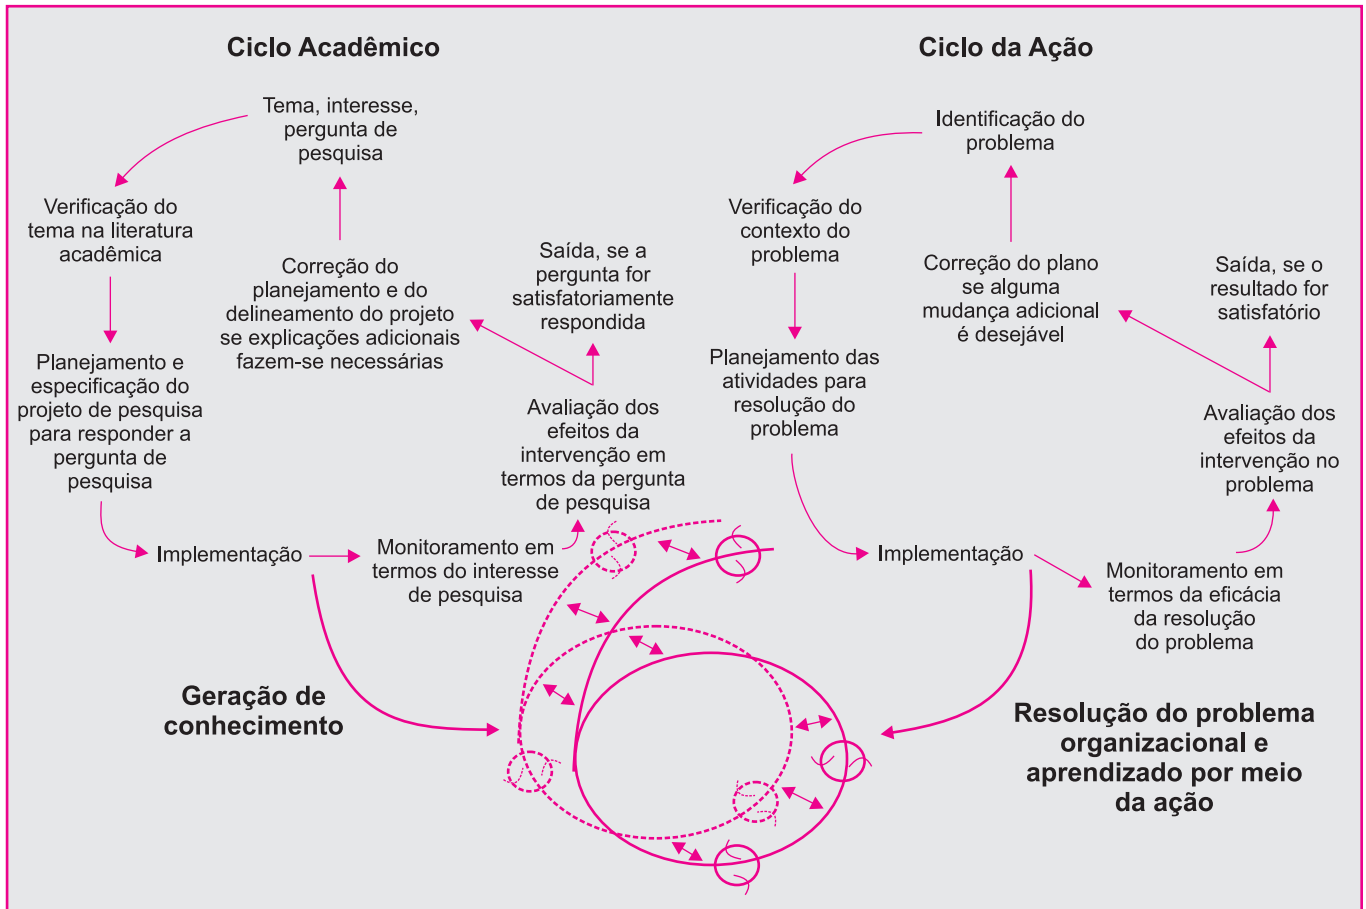 Ciclo Acadêmico
Tema, interesse,
pergunta de
pesquisa
Verificação do
tema na literatura
acadêmica
Planejamento e
especificação do
projeto de pesquisa
para responder a
pergunta de
pesquisa
Implementação
Monitoramento em
termos do interesse
de pesquisa
Avaliação dos
efeitos da
intervenção em
termos da pergunta
de pesquisa
Saída, se a
pergunta for
satisfatoriamente
respondida
Correção do
planejamento e do
delineamento do projeto
se explicações adicionais
fazem-se necessárias
Geração de
conhecimento
Ciclo da Ação
Identificação do
problema
Verificação do
contexto do
problema
Planejamento das
atividades para
resolução do
problema
Implementação
Monitoramento em
termos da eficácia
da resolução
do problema
Avaliação dos
efeitos da
intervenção no
problema
Saída, se o
resultado for
satisfatório
Correção do plano
se alguma
mudança adicional
é desejável
Resolução do problema
organizacional e
aprendizado por meio
da ação